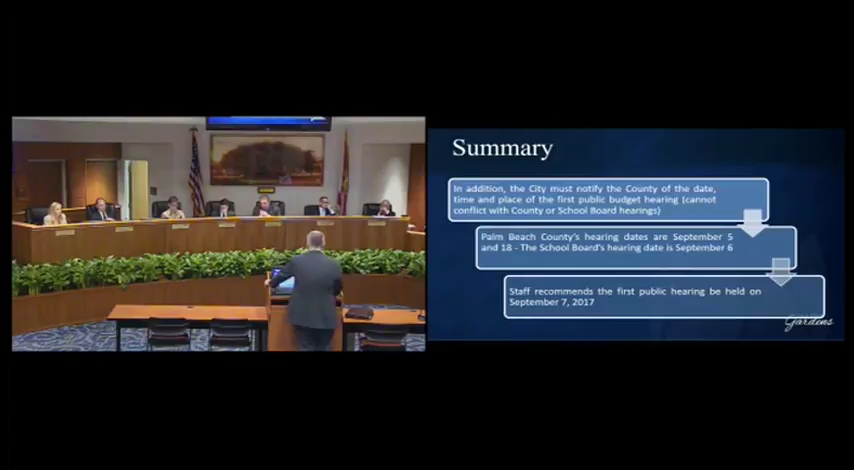 Summary
In addition, the City must notify the County of the date,
time and place of the first public budget hearing (cannot
conflict with County or School Board hearings)
Palm Beach County's hearing dates are September 5
and 18 - The School Board's hearing date is September 6
Staff recommends the first public hearing be held on
September 7, 2017
Gardens